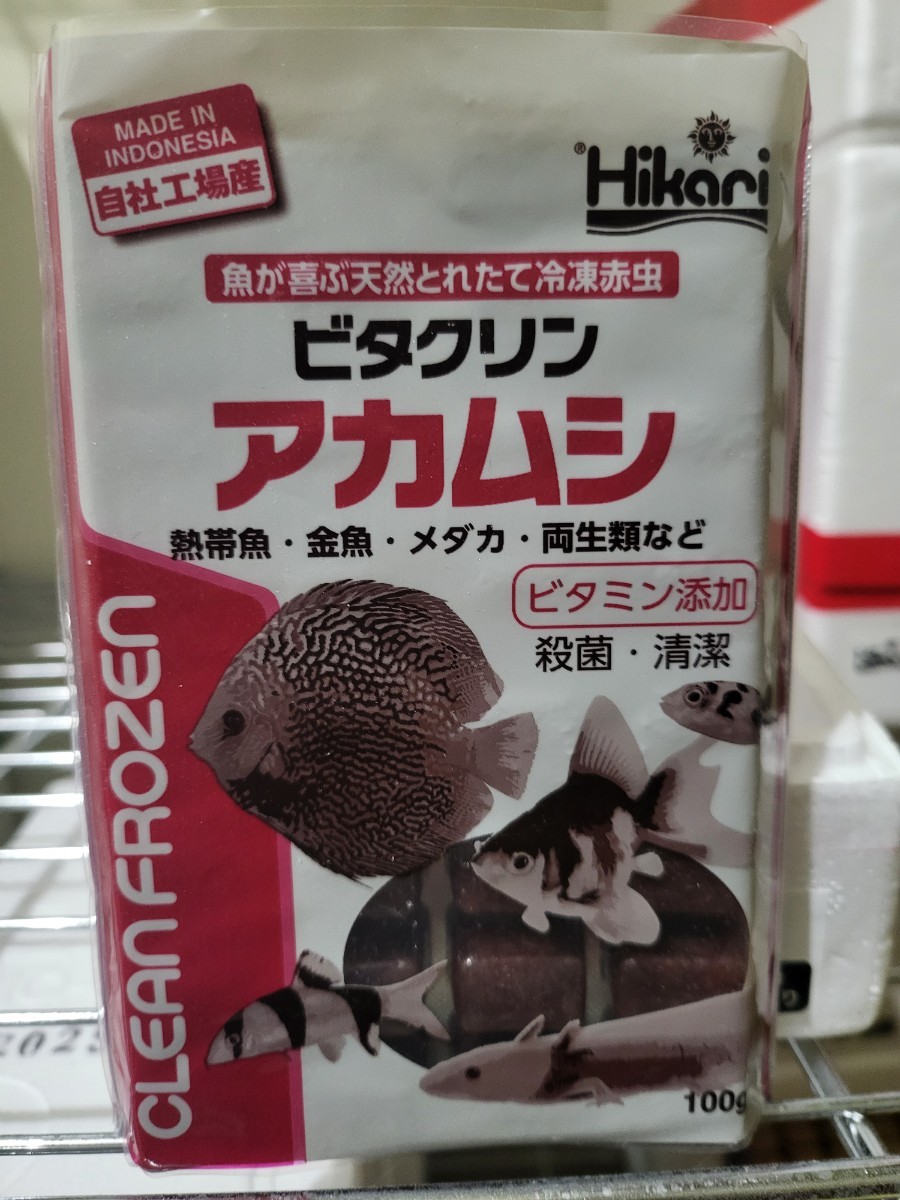 MADE IN
INDONESIA
自社工場産
®Hikari
魚が喜ぶ天然とれたて冷凍赤虫
ビタクリン
アカムシ
熱帯魚・金魚・メダカ・両生類など
ビタミン添加
殺菌・清潔
CLEAN FROZEN
100g